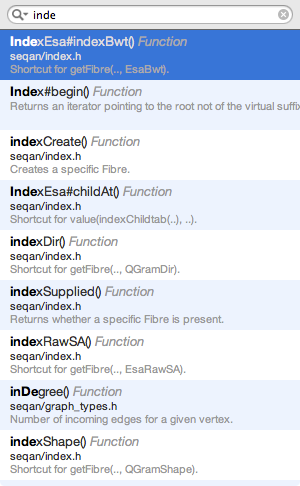 inde
IndexEsa#indexBwt() Function
seqan/index.h
Shortcut for getFibre(.., EsaBwt).
Index#begin() Function
Returns an iterator pointing to the root not of the virtual suffix
indexCreate() Function
seqan/index.h
Creates a specific Fibre.
IndexEsa#childAt() Function
Shortcut for value(indexChildtab(..), ..).
indexDir() Function
seqan/index.h
Shortcut for getFibre(.., QGramDir).
indexSupplied() Function
seqan/index.h
Returns whether a specific Fibre is present.
indexRawSA() Function
seqan/index.h
Shortcut for getFibre(.., EsaRawSA).
inDegree() Function
seqan/graph_types.h
Number of incoming edges for a given vertex.
indexShape() Function
seqan/index.h
Shortcut for getFibre(.., QGramShape).